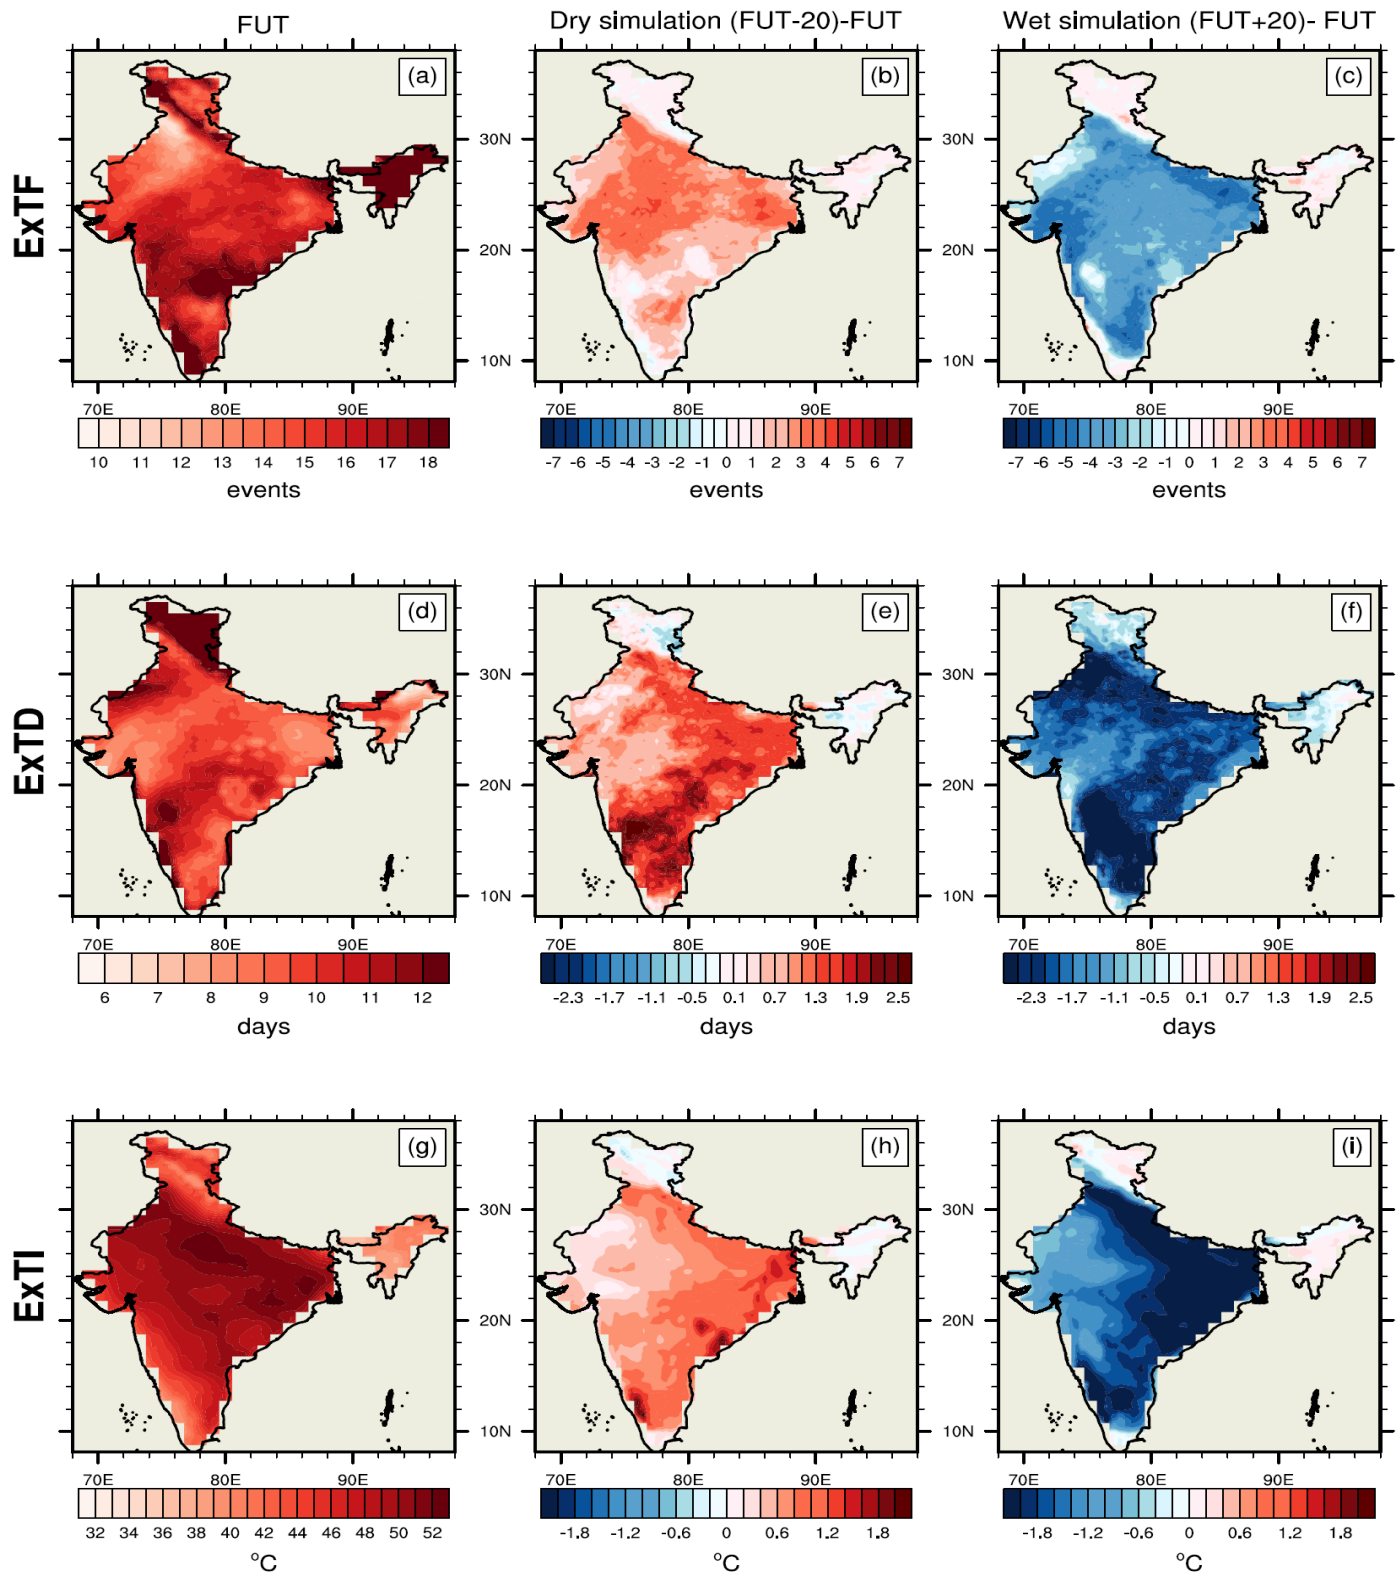 FUT Dry simulation (FUT-20)-FUT Wet simulation (FUT+20)- FUT
ExTF
(a) (b) (c)
30N 30N
20N 20N
10N 10N
70E 80E 90E 70E 80E 90E 70E 80E 90E
10 11 12 13 14 15 16 17 18 -7 -6 -5 -4 -3 -2 -1 0 1 2 3 4 5 6 7 -7 -6 -5 -4 -3 -2 -1 0 1 2 3 4 5 6 7
events events events
ExTD
(d) (e) (f)
30N 30N
20N 20N
10N 10N
70E 80E 90E 70E 80E 90E 70E 80E 90E
6 7 8 9 10 11 12 -2.3 -1.7 -1.1 -0.5 0.1 0.7 1.3 1.9 2.5 -2.3 -1.7 -1.1 -0.5 0.1 0.7 1.3 1.9 2.5
days days days
ExTI
(g) (h) (i)
30N 30N
20N 20N
10N 10N
70E 80E 90E 70E 80E 90E 70E 80E 90E
32 34 36 38 40 42 44 46 48 50 52 -1.8 -1.2 -0.6 0 0.6 1.2 1.8 -1.8 -1.2 -0.6 0 0.6 1.2 1.8
°C °C °C